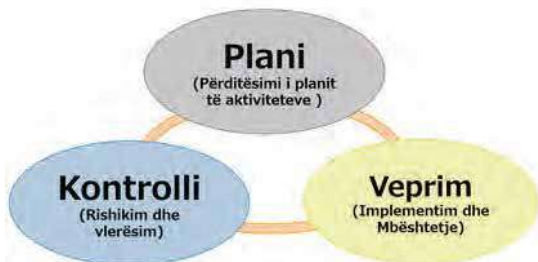 Plani
(Përditësimi i planit
të aktiviteteve )
Kontrolli
(Rishikim dhe
vlerësim)
Veprim
(Implementim dhe
Mbështetje)